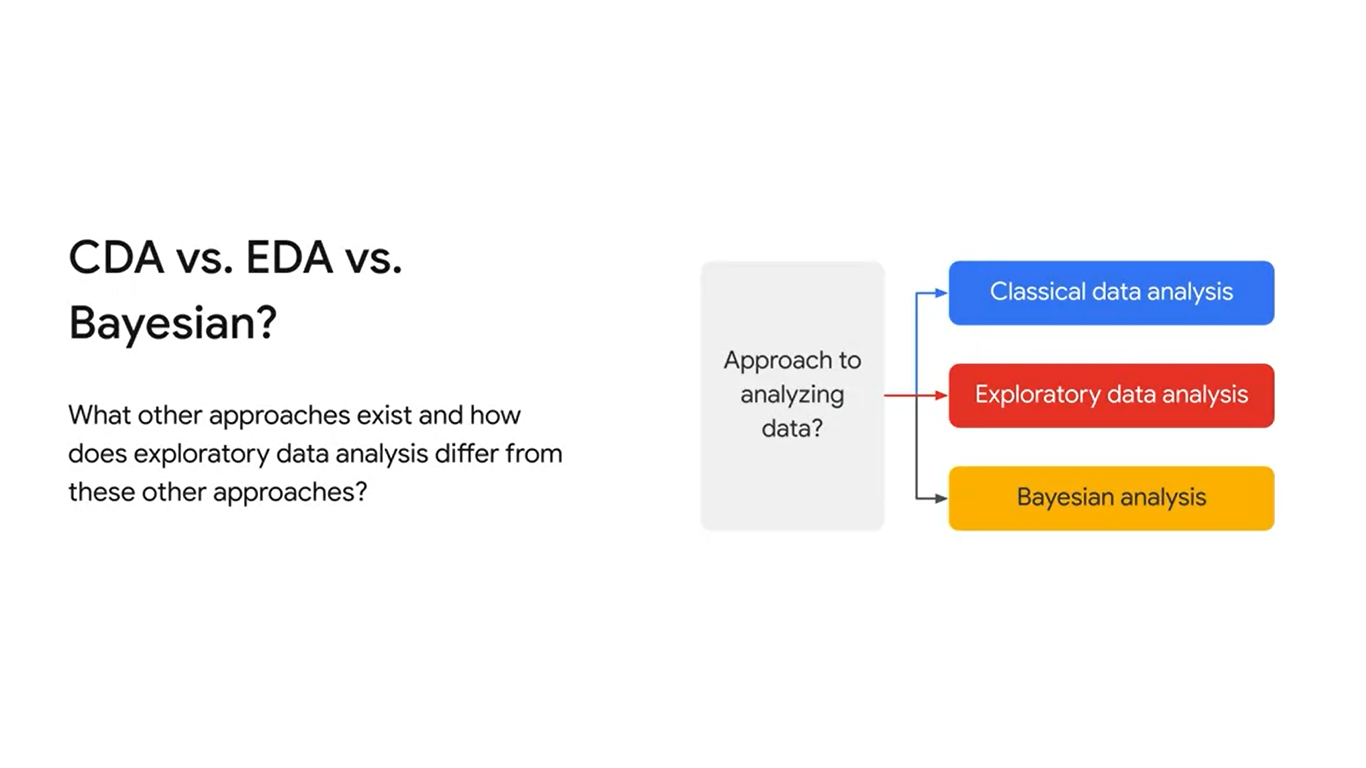 CDA vs. EDA vs.
Bayesian?
What other approaches exist and how
does exploratory data analysis differ from
these other approaches?
Approach to
analyzing
data?
Classical data analysis
Exploratory data analysis
Bayesian analysis